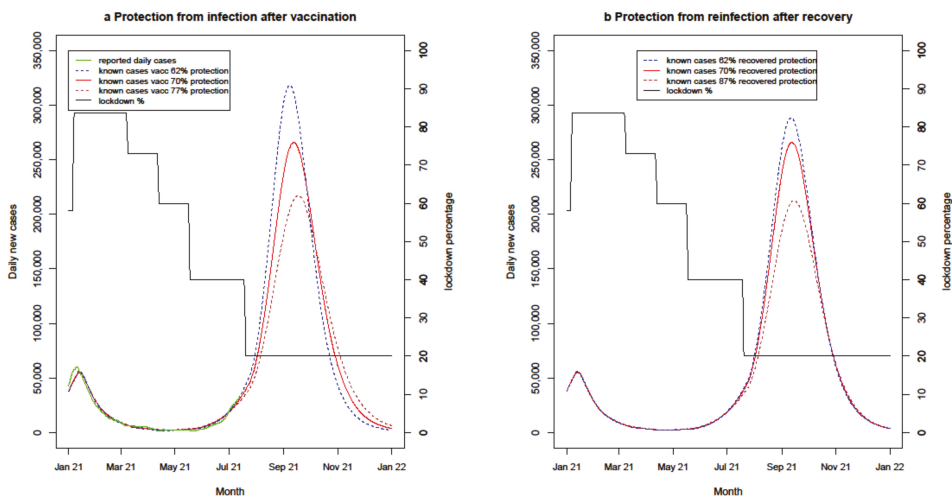 a Protection from infection after vaccination
350,000
300,000
250,000
200,000
150,000
100,000
50,000
0
Daily new cases
reported daily cases
known cases vacc 62% protection
known cases vacc 70% protection
known cases vacc 77% protection
lockdown %
100
90
80
70
60
50
40
30
20
10
0
lockdown percentage
Jan 21 Mar 21 May 21 Jul 21 Sep 21 Nov 21 Jan 22
Month
b Protection from reinfection after recovery
350,000
300,000
250,000
200,000
150,000
100,000
50,000
0
Daily new cases
known cases 62% recovered protection
known cases 70% recovered protection
known cases 87% recovered protection
lockdown %
100
90
80
70
60
50
40
30
20
10
0
lockdown percentage
Jan 21 Mar 21 May 21 Jul 21 Sep 21 Nov 21 Jan 22
Month